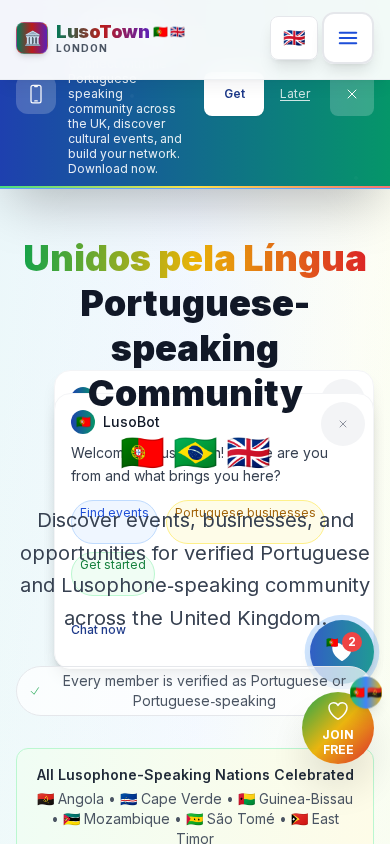 LusoTown 🇵🇹 🇬🇧
LONDON
🇬🇧
speaking
community across
the UK, discover
cultural events, and
build your network.
Download now.
Get
Later
Unidos pela Língua
Portuguese-
speaking
Community
🇵🇹 🇧🇷 🇬🇧
LusoBot
are you
from and what brings you here?
Find events
Portuguese businesses
Get started
Chat now
Discover events, businesses, and
opportunities for verified Portuguese
and Lusophone-speaking community
across the United Kingdom.
2
Every member is verified as Portuguese or
Portuguese-speaking
JOIN
FREE
All Lusophone-Speaking Nations Celebrated
🇦🇴 Angola • 🇨🇻 Cape Verde • 🇬🇼 Guinea-Bissau
• 🇲🇿 Mozambique • 🇸🇹 São Tomé • 🇹🇱 East
Timor